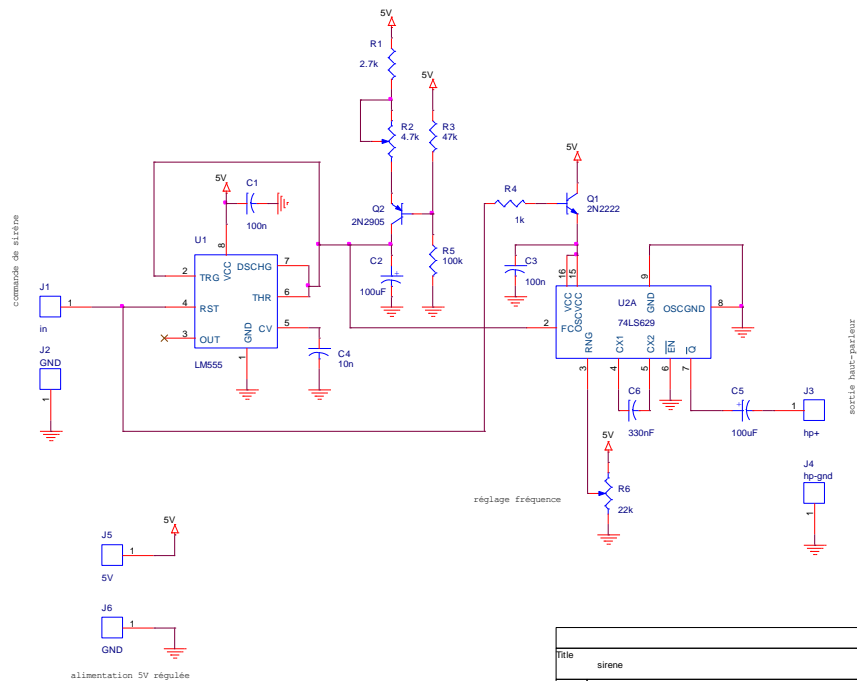 5V
R1
2.7k
5V
R2
4.7k
R3
47k
5V
5V
C1
100n
Q2
2N2905
R4
1k
Q1
2N2222
commande de sirène
U1
8
VCC
2
TRG
DSCHG
7
THR
6
4
RST
CV
5
3
OUT
GND
1
LM555
C2
100uF
+
R5
100k
C3
100n
C4
10n
J1
1
in
J2
GND
1
16
15
9
VCC
OSCVCC
GND
U2A
74LS629
OSCGND
8
2
FC
RNG
CX1
CX2
EN
Q
3
4
5
6
7
C6
330nF
C5
+
100uF
J3
1
hp+
sortie haut-parleur
J4
hp-gnd
1
5V
R6
22k
réglage fréquence
5V
J5
1
5V
J6
1
GND
alimentation 5V régulée
Title
sirene